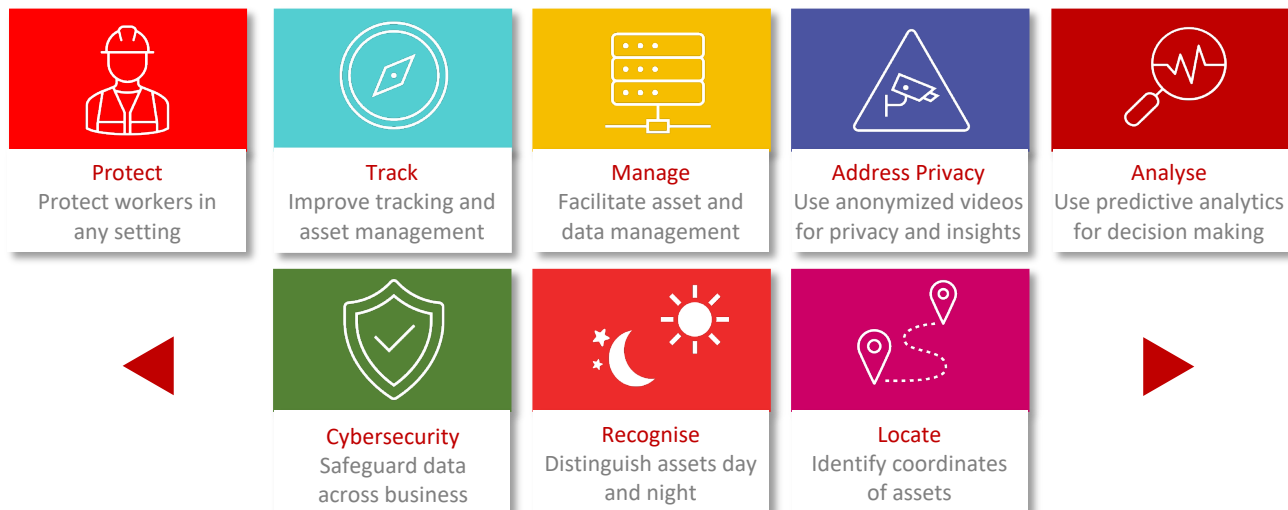 Protect
Protect workers in
any setting
Track
Improve tracking and
asset management
Manage
Facilitate asset and
data management
Address Privacy
Use anonymized videos
for privacy and insights
Analyse
Use predictive analytics
for decision making
Cybersecurity
Safeguard data
across business
Recognise
Distinguish assets day
and night
Locate
Identify coordinates
of assets